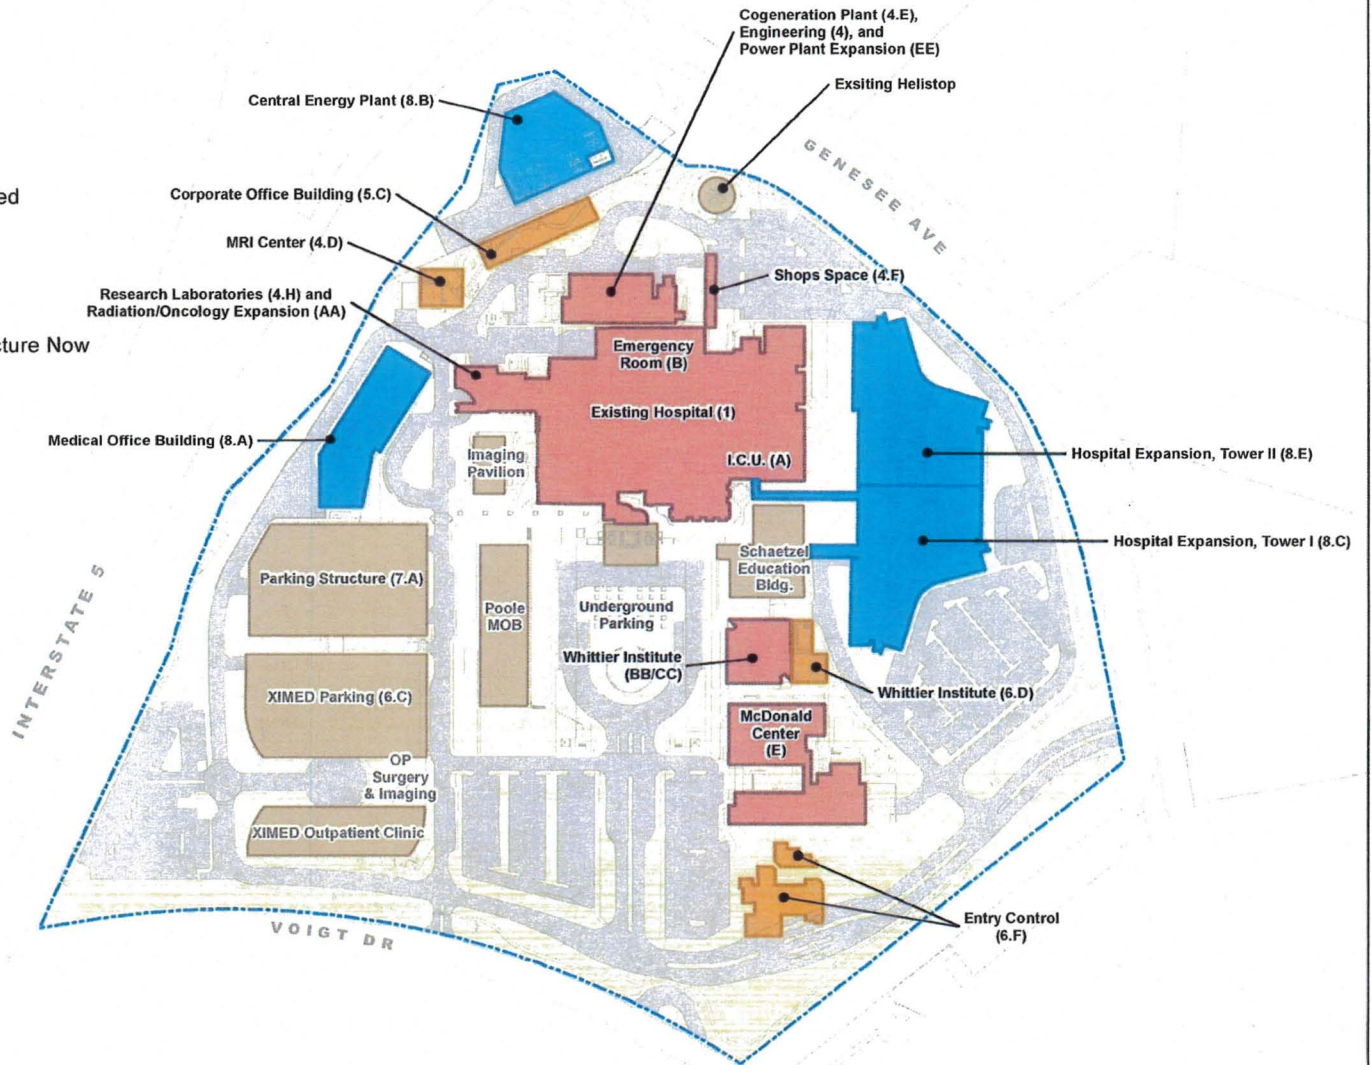 Cogeneration Plant (4.E),
Engineering (4), and
Power Plant Expansion (EE)
Exsiting Helistop
Central Energy Plant (8.B)
GENESEE AVE
ed
Corporate Office Building (5.C)
MRI Center (4.D)
Shops Space (4.F)
Research Laboratories (4.H) and
Radiation/Oncology Expansion (AA)
cture Now
Emergency
Room (B)
Existing Hospital (1)
Medical Office Building (8.A)
Imaging
Pavilion
I.C.U. (A)
Hospital Expansion, Tower II (8.E)
Hospital Expansion, Tower I (8.C)
Schaetzel
Education
Bldg.
Parking Structure (7.A)
Poole
MOB
Underground
Parking
INTERSTATE 5
Whittier Institute
(BB/CC)
Whittier Institute (6.D)
XIMED Parking (6.C)
McDonald
Center
(E)
OP
Surgery
& Imaging
XIMED Outpatient Clinic
Entry Control
(6.F)
VOIGT DR